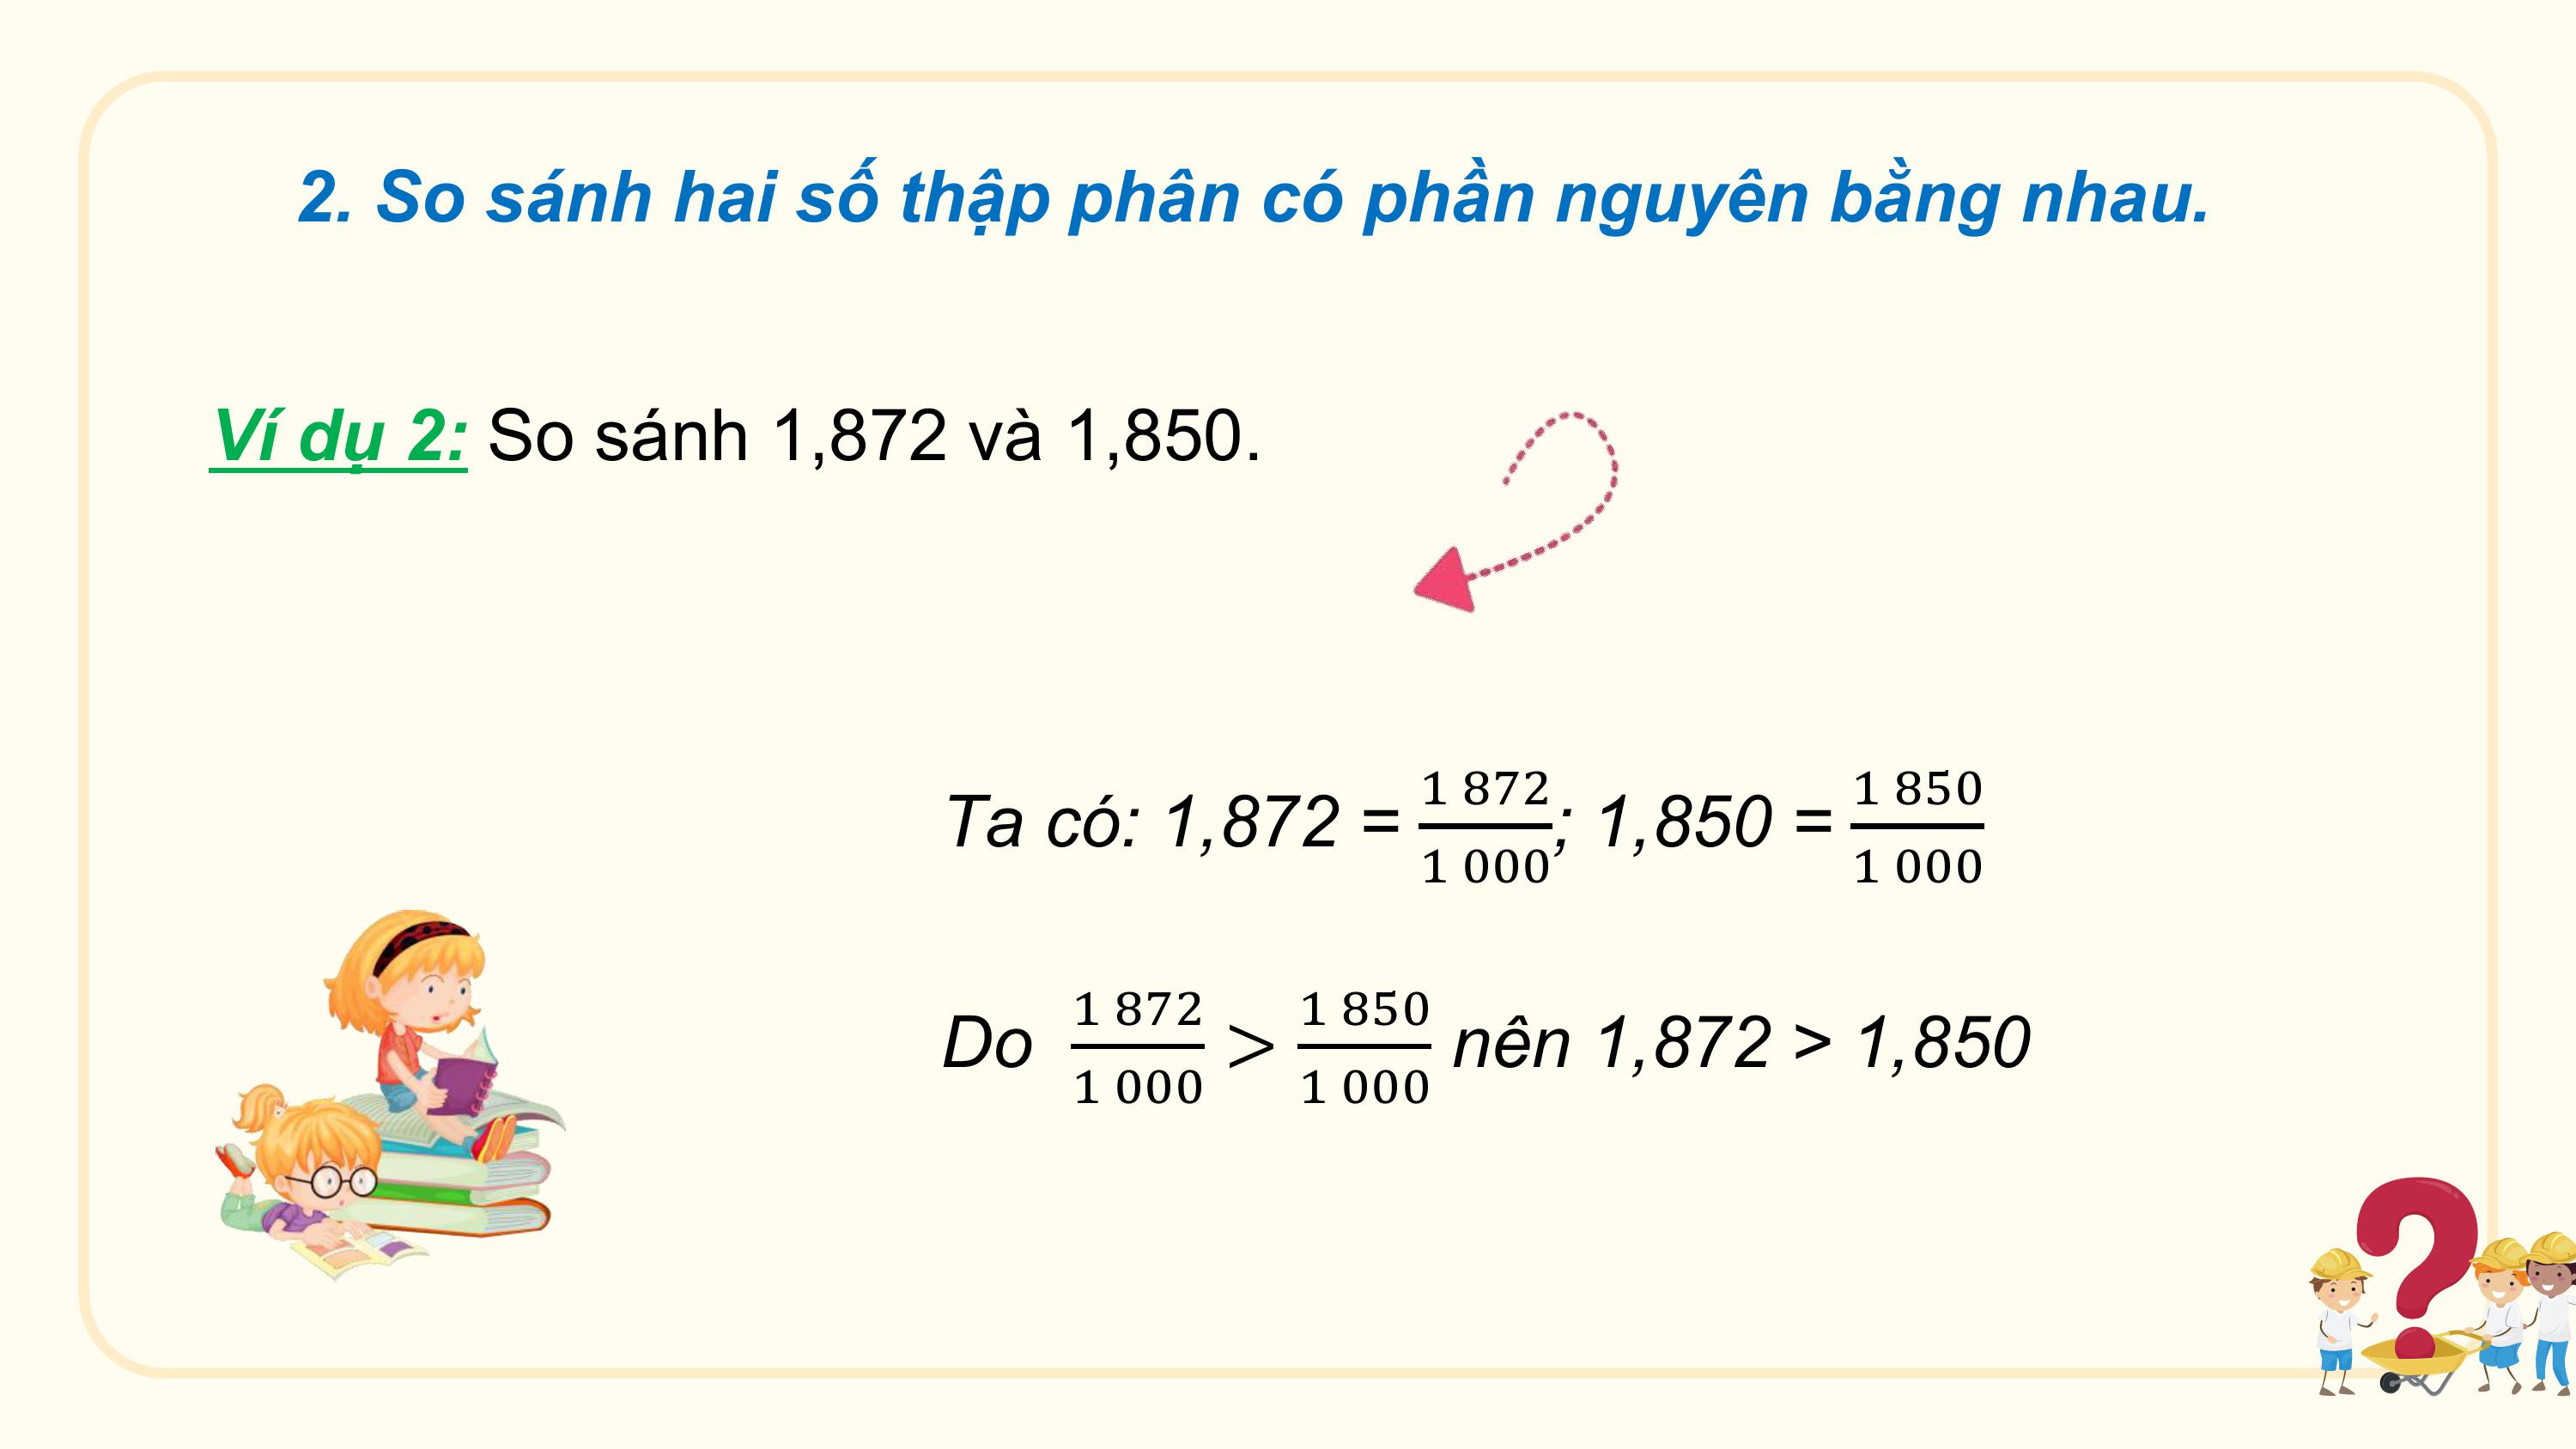 2. So sánh hai số thập phân có phần nguyên bằng nhau.
Ví dụ 2: So sánh 1,872 và 1,850.
Ta có: 1,872 = \frac{1 872}{1 000}; 1,850 = \frac{1 850}{1 000}
Do \frac{1 872}{1 000} > \frac{1 850}{1 000} nên 1,872 > 1,850
?